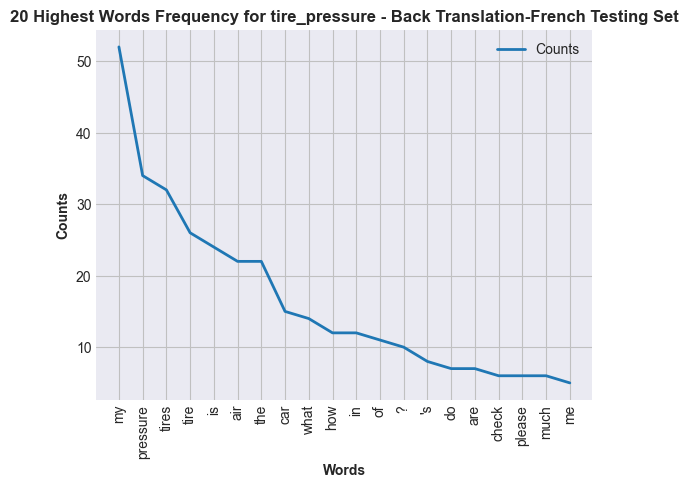 20 Highest Words Frequency for tire_pressure - Back Translation-French Testing Set
Counts
50
40
30
20
10
Counts
my
pressure
tires
tire
is
air
the
car
what
how
in
of
?
's
do
are
check
please
much
me
Words